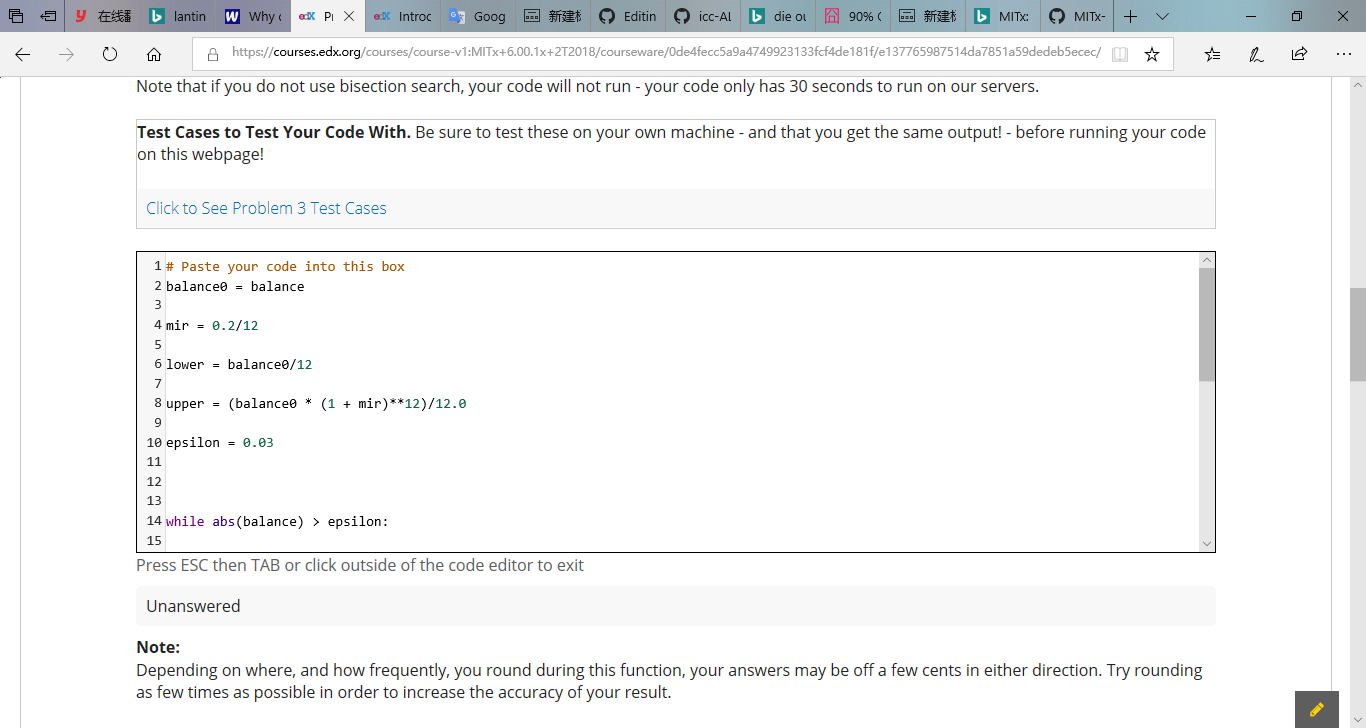 在线翻
lantin
Why
Introc
Goog
新建标
Editin
icc-AL
die ou
90%
新建标
MITx:
MITx-
https://courses.edx.org/courses/course-v1:MITx+6.00.1x+2T2018/courseware/0de4fecc5a9a4749923133fcf4de181f/e137765987514da7851a59dedeb5ecec/
Note that if you do not use bisection search, your code will not run - your code only has 30 seconds to run on our servers.
Test Cases to Test Your Code With. Be sure to test these on your own machine - and that you get the same output! - before running your code
on this webpage!
Click to See Problem 3 Test Cases
1 # Paste your code into this box
2 balance0 = balance
3
4 mir = 0.2/12
5
6 lower = balance0/12
7
8 upper = (balance0 * (1 + mir)**12)/12.0
9
10 epsilon = 0.03
11
12
13
14 while abs(balance) > epsilon:
15
Press ESC then TAB or click outside of the code editor to exit
Unanswered
Note:
Depending on where, and how frequently, you round during this function, your answers may be off a few cents in either direction. Try rounding
as few times as possible in order to increase the accuracy of your result.